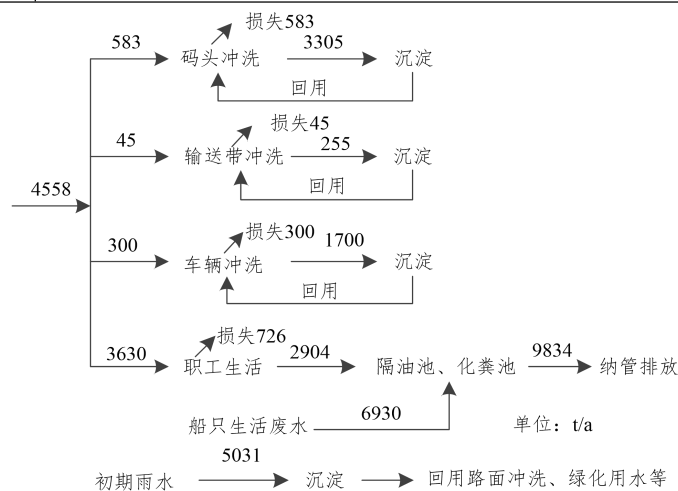 损失583
583
3305
码头冲洗
沉淀
回用
损失45
45
255
输送带冲洗
沉淀
回用
4558
损失300
300
1700
车辆冲洗
沉淀
回用
损失726
3630
2904
9834
职工生活
隔油池、化粪池
纳管排放
6930
船只生活废水
单位：t/a
5031
初期雨水
沉淀
回用路面冲洗、绿化用水等